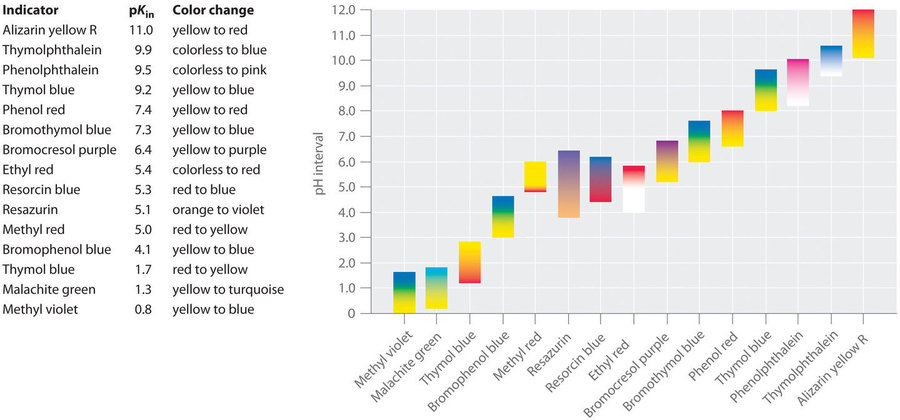 Indicator pKin Color change
Alizarin yellow R 11.0 yellow to red
Thymolphthalein 9.9 colorless to blue
Phenolphthalein 9.5 colorless to pink
Thymol blue 9.2 yellow to blue
Phenol red 7.4 yellow to red
Bromothymol blue 7.3 yellow to blue
Bromocresol purple 6.4 yellow to purple
Ethyl red 5.4 colorless to red
Resorcin blue 5.3 red to blue
Resazurin 5.1 orange to violet
Methyl red 5.0 red to yellow
Bromophenol blue 4.1 yellow to blue
Thymol blue 1.7 red to yellow
Malachite green 1.3 yellow to turquoise
Methyl violet 0.8 yellow to blue
pH interval
12.0
11.0
10.0
9.0
8.0
7.0
6.0
5.0
4.0
3.0
2.0
1.0
0
Methyl violet
Malachite green
Thymol blue
Bromophenol blue
Methyl red
Resazurin
Resorcin blue
Ethyl red
Bromocresol purple
Bromothymol blue
Phenol red
Thymol blue
Phenolphthalein
Thymolphthalein
Alizarin yellow R